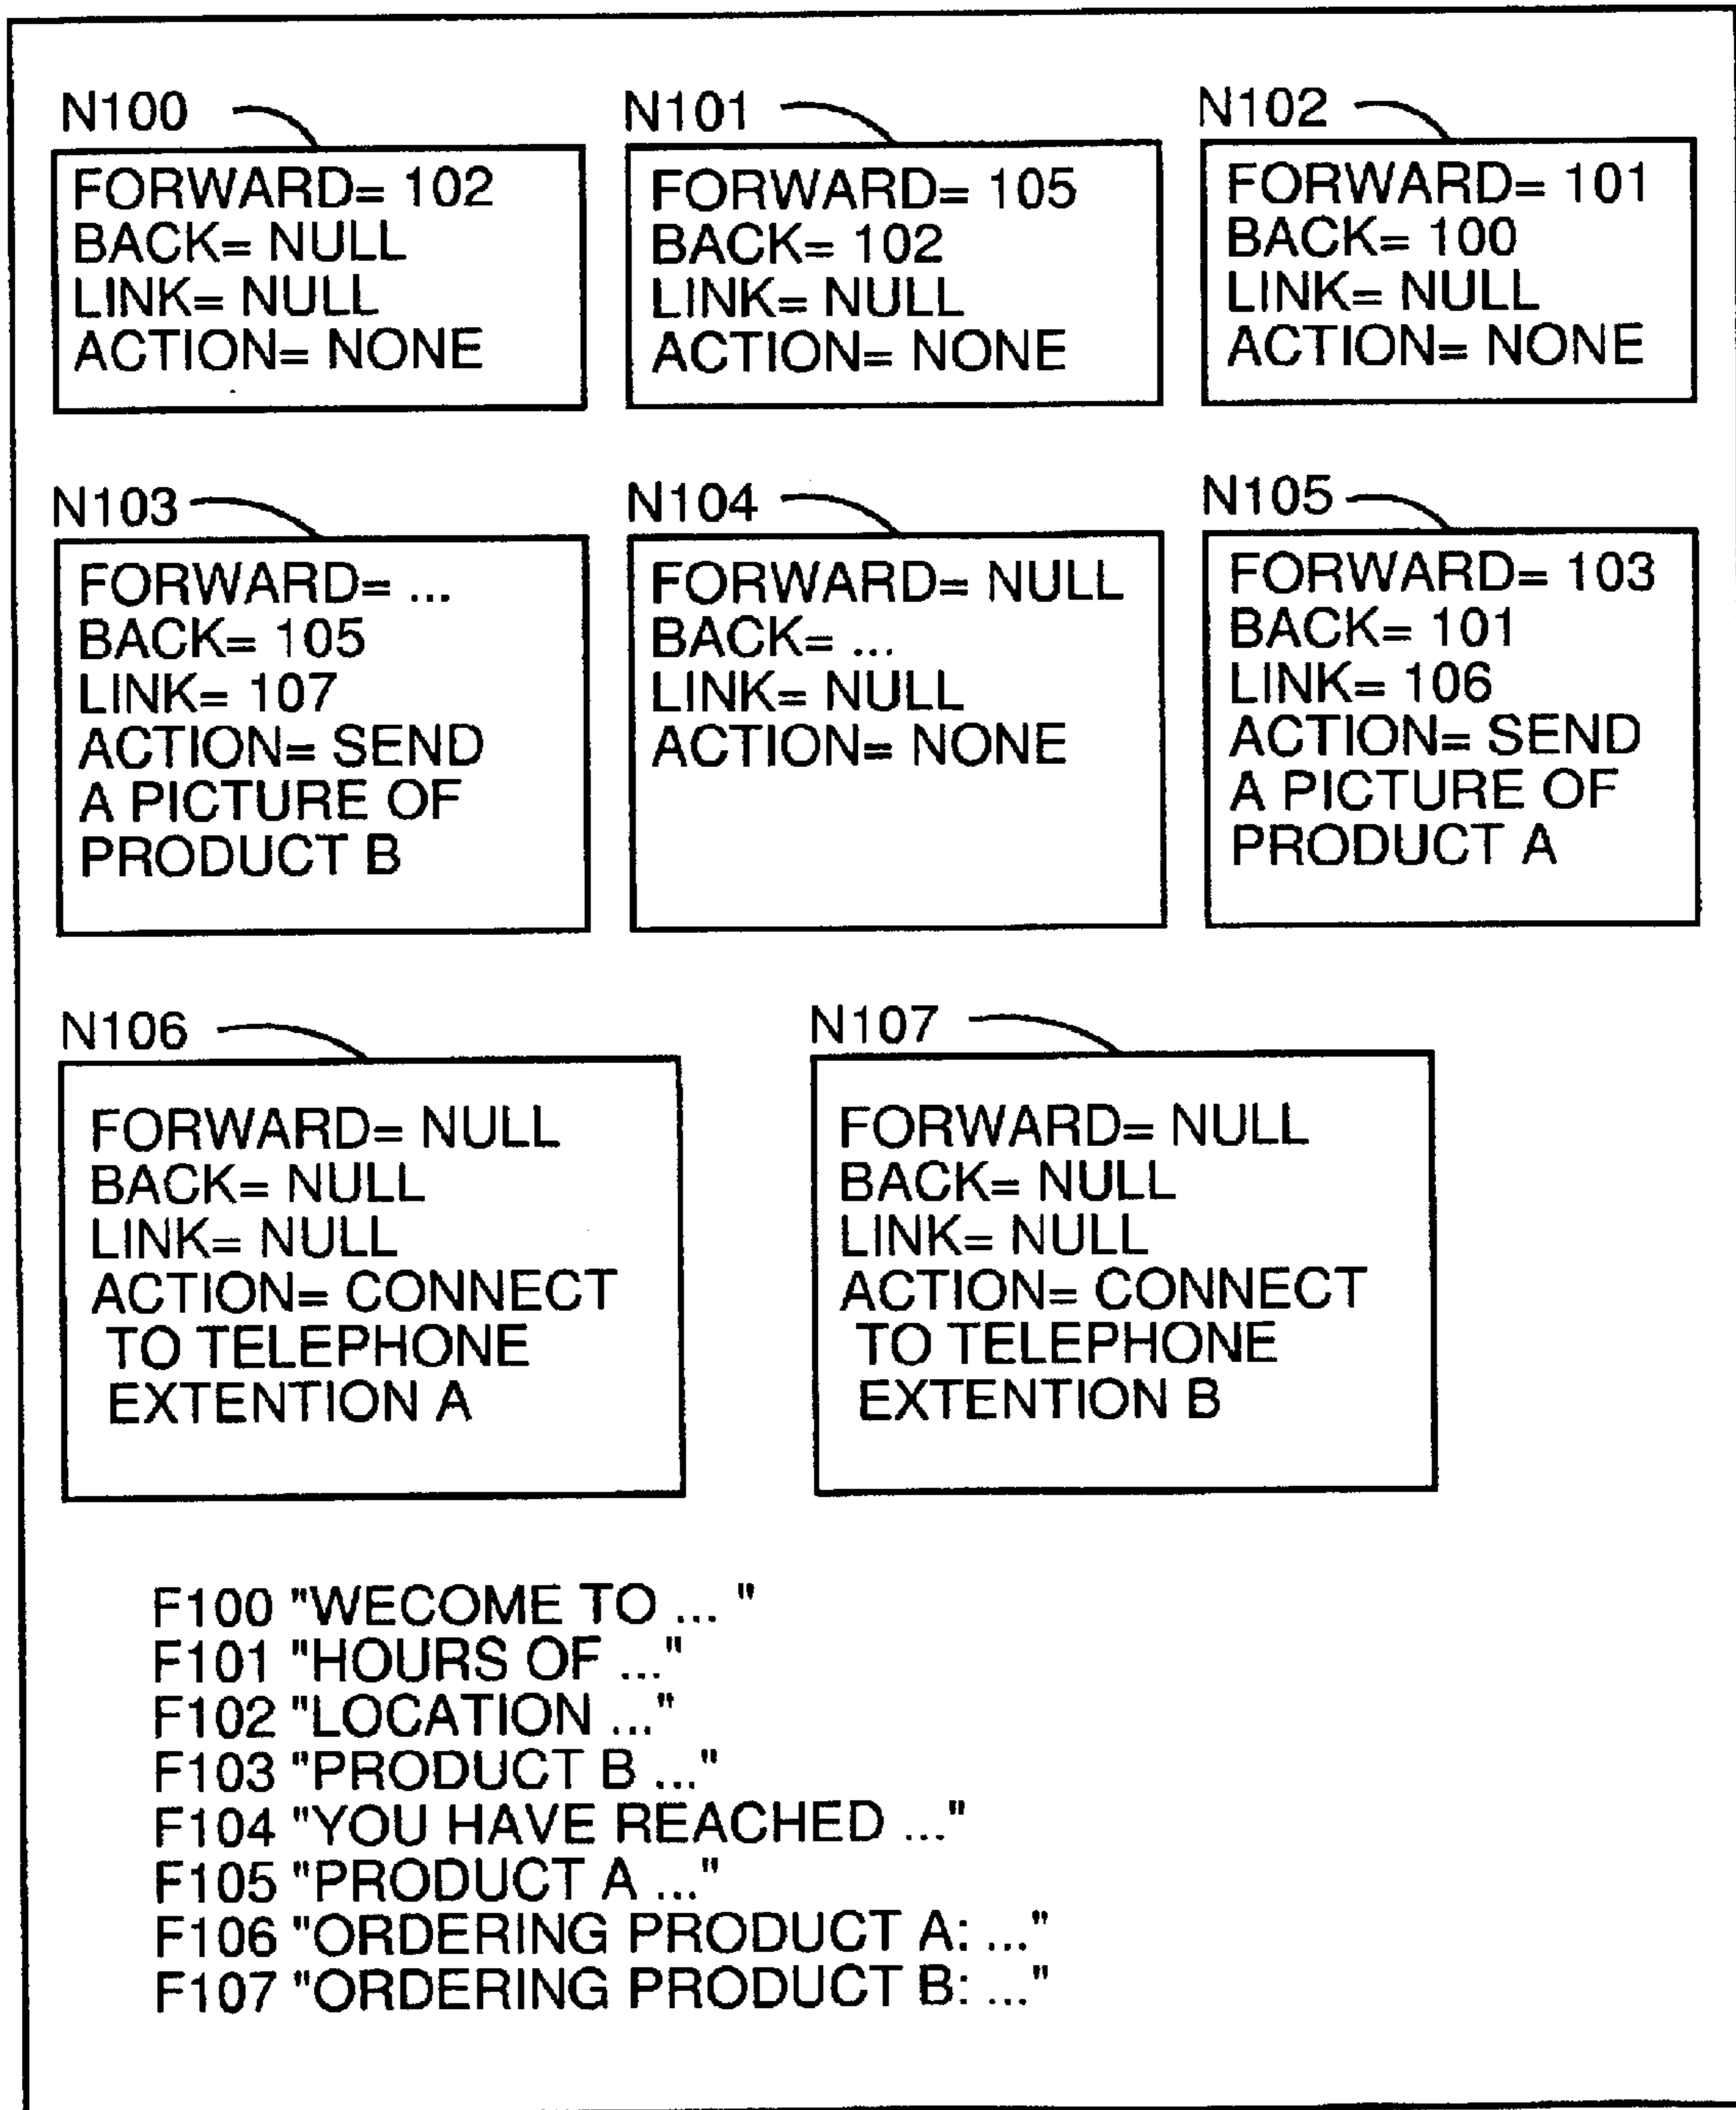 N100
FORWARD= 102
BACK= NULL
LINK= NULL
ACTION= NONE
N101
FORWARD= 105
BACK= 102
LINK= NULL
ACTION= NONE
N102
FORWARD= 101
BACK= 100
LINK= NULL
ACTION= NONE
N103
FORWARD= ...
BACK= 105
LINK= 107
ACTION= SEND
A PICTURE OF
PRODUCT B
N104
FORWARD= NULL
BACK= ...
LINK= NULL
ACTION= NONE
N105
FORWARD= 103
BACK= 101
LINK= 106
ACTION= SEND
A PICTURE OF
PRODUCT A
N106
FORWARD= NULL
BACK= NULL
LINK= NULL
ACTION= CONNECT
TO TELEPHONE
EXTENTION A
N107
FORWARD= NULL
BACK= NULL
LINK= NULL
ACTION= CONNECT
TO TELEPHONE
EXTENTION B
F100 "WECOME TO ... "
F101 "HOURS OF ..."
F102 "LOCATION ..."
F103 "PRODUCT B ..."
F104 "YOU HAVE REACHED ..."
F105 "PRODUCT A ..."
F106 "ORDERING PRODUCT A: ..."
F107 "ORDERING PRODUCT B: ..."